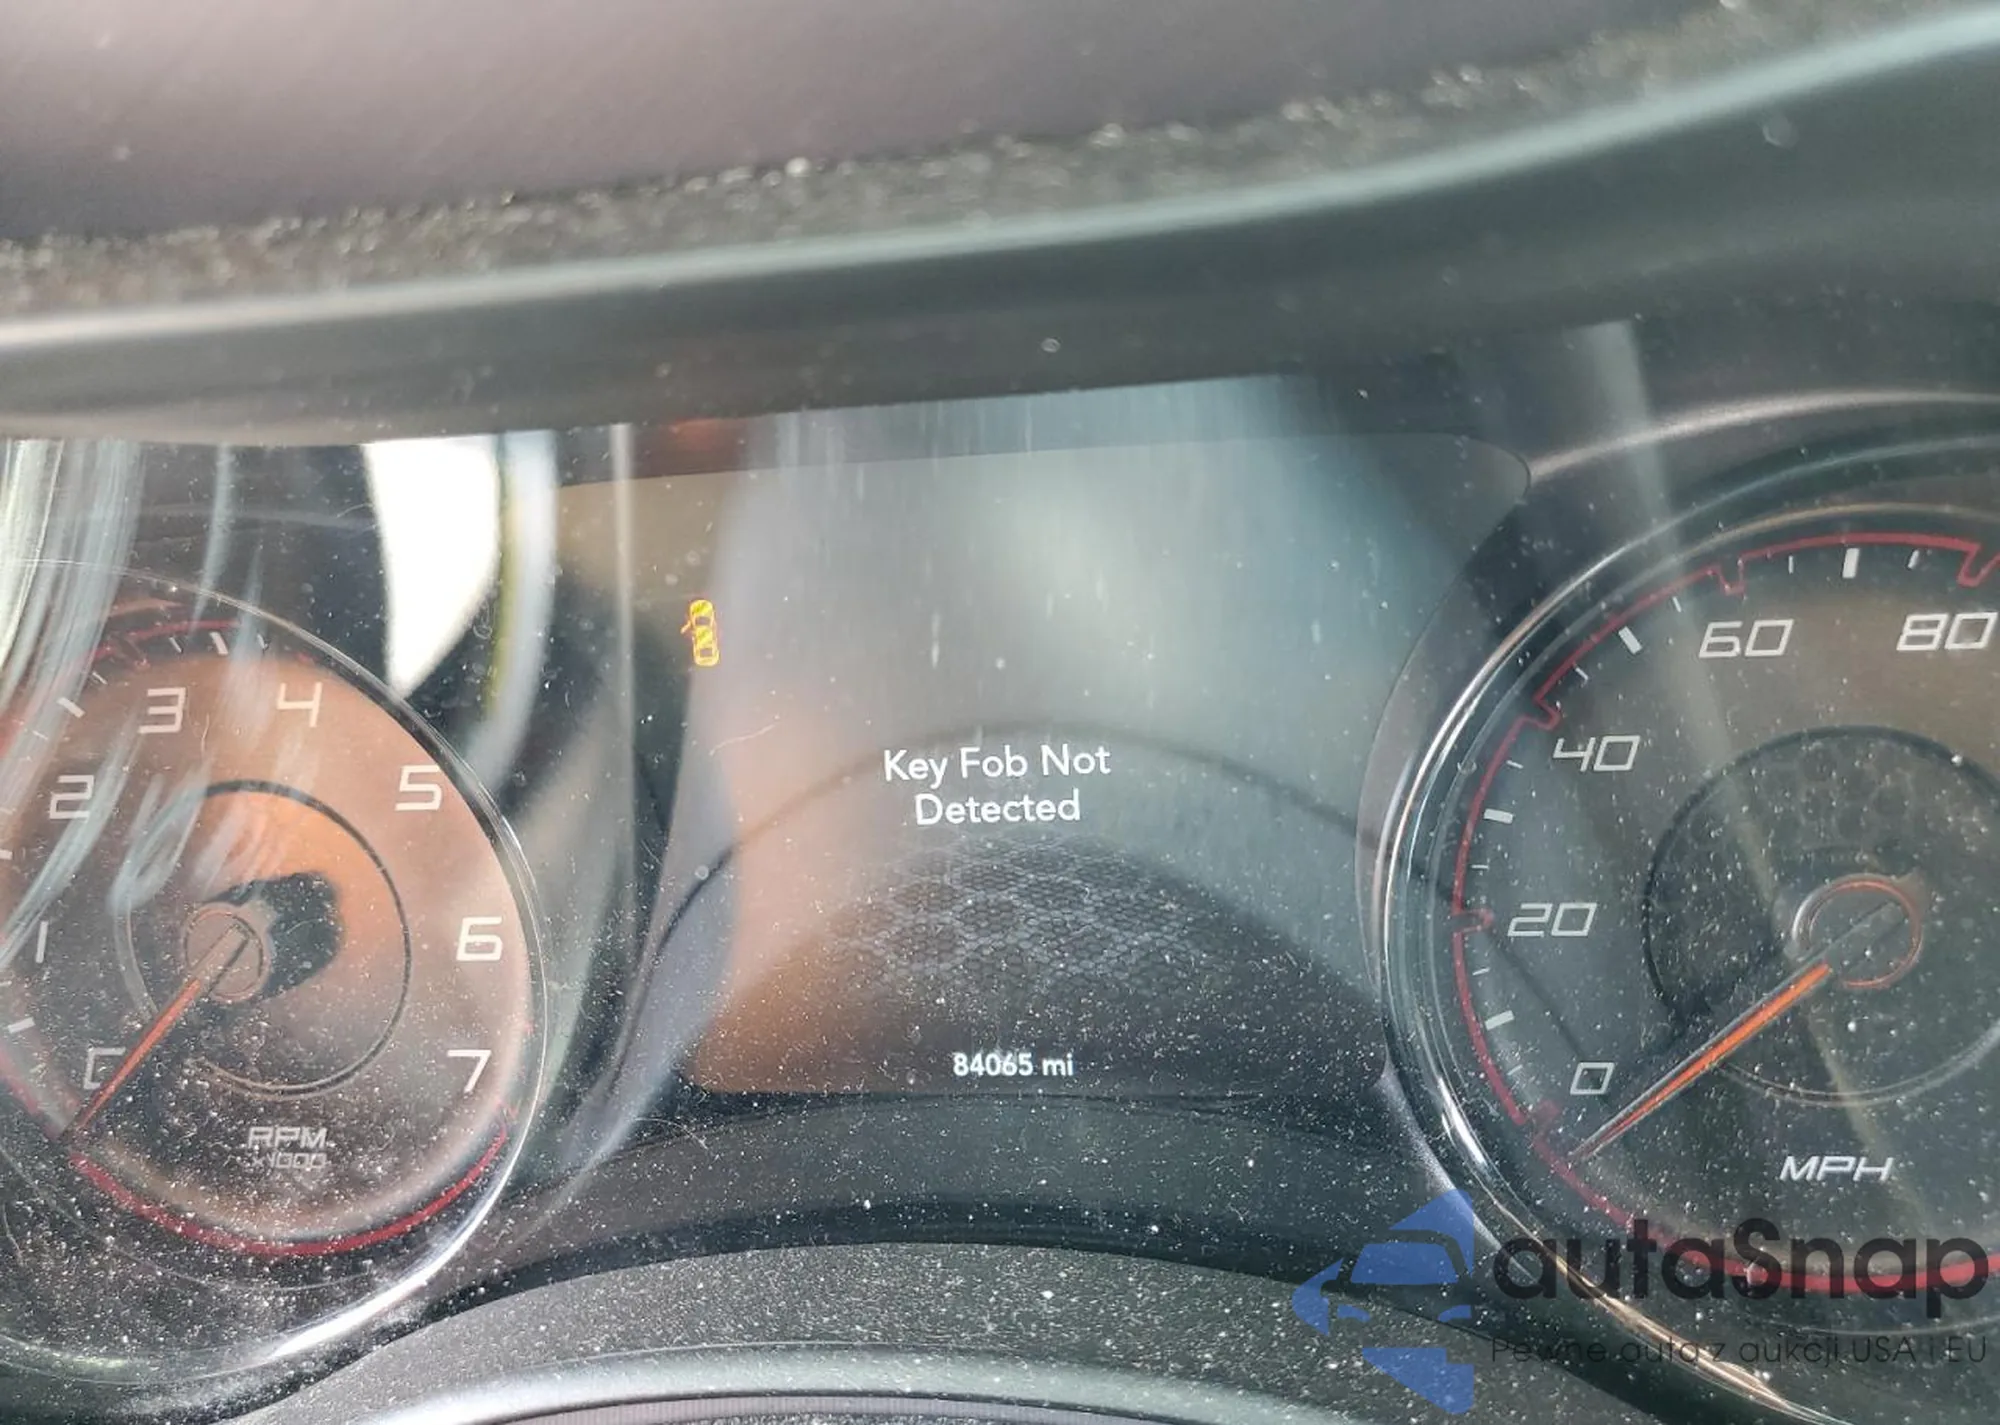 Key Fob Not
Detected
84065 mi
1
2
3
4
5
6
7
RPM
x1000
0
20
40
60
80
MPH
autaSnap
Pewne auta z aukcji USA i EU